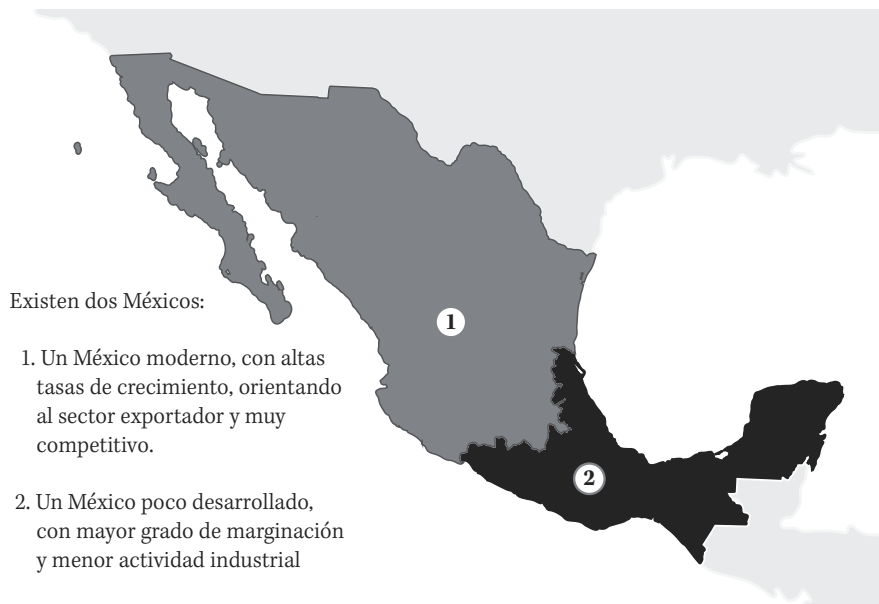 Existen dos Méxicos:
1. Un México moderno, con altas
tasas de crecimiento, orientando
al sector exportador y muy
competitivo.
2. Un México poco desarrollado,
con mayor grado de marginación
y menor actividad industrial
1
2